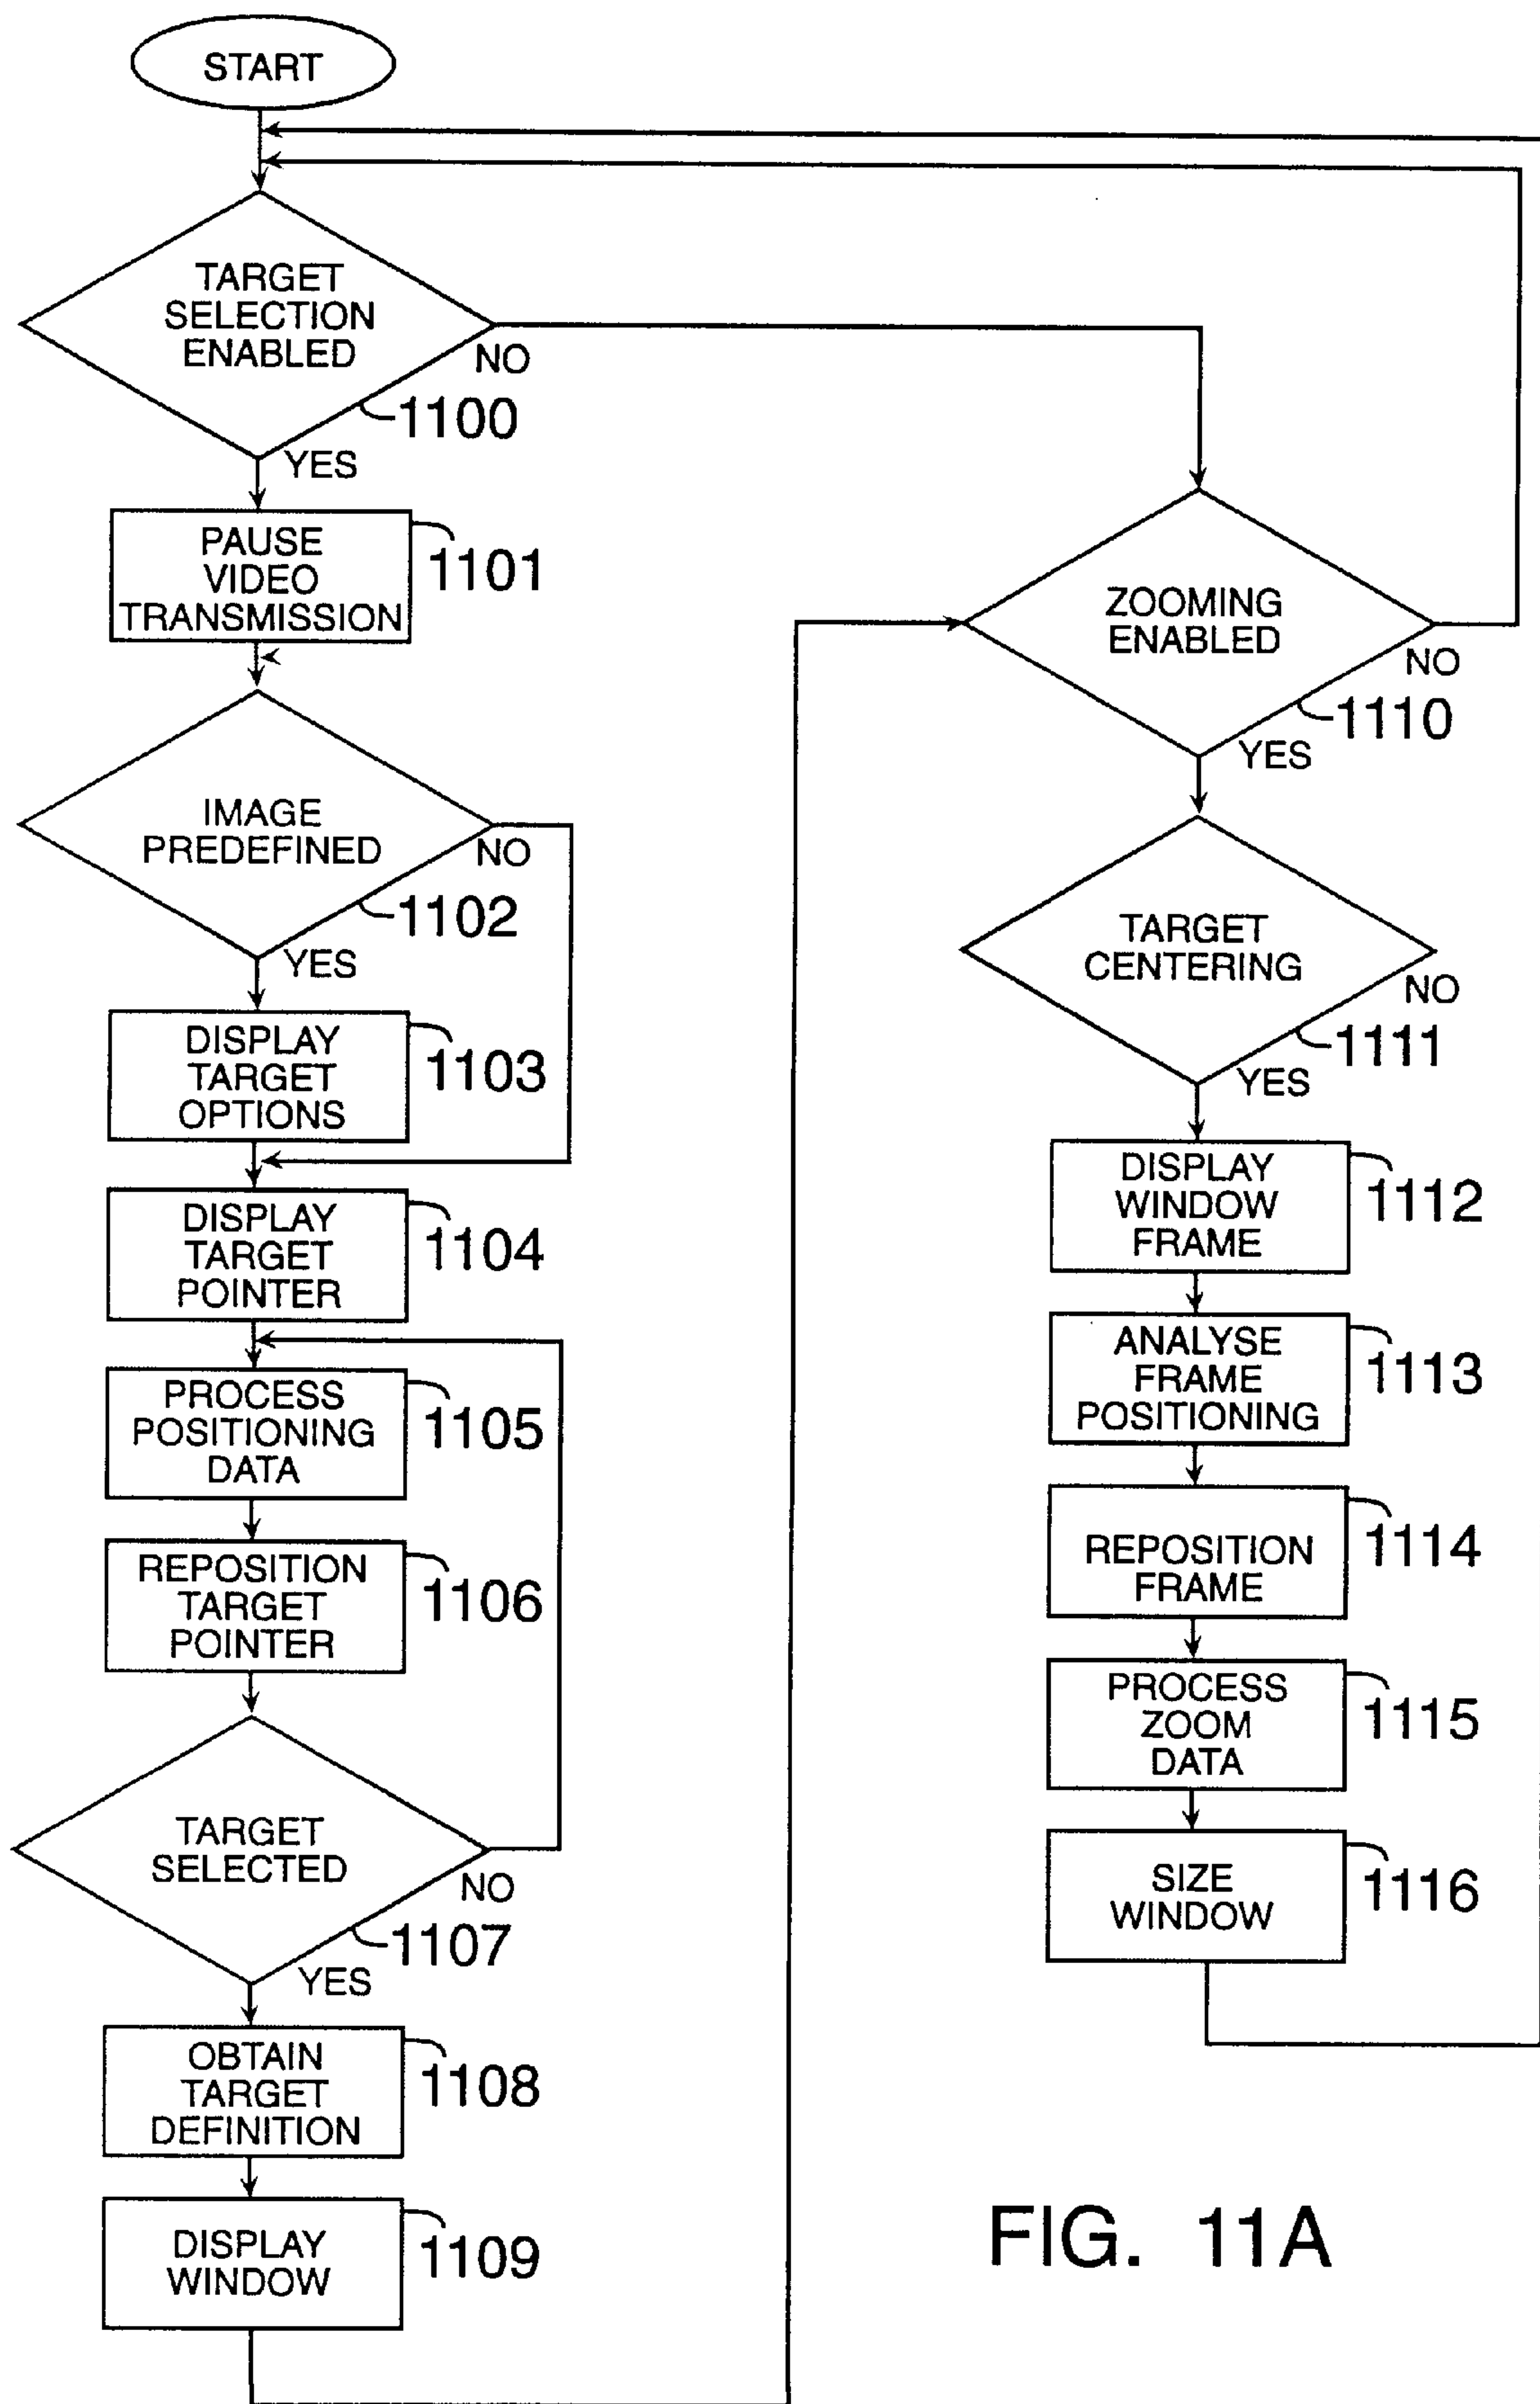 START
TARGET
SELECTION
ENABLED
NO
1100
YES
PAUSE
VIDEO
TRANSMISSION
1101
IMAGE
PREDEFINED
NO
1102
YES
DISPLAY
TARGET
OPTIONS
1103
DISPLAY
TARGET
POINTER
1104
PROCESS
POSITIONING
DATA
1105
REPOSITION
TARGET
POINTER
1106
TARGET
SELECTED
NO
1107
YES
OBTAIN
TARGET
DEFINITION
1108
DISPLAY
WINDOW
1109
ZOOMING
ENABLED
NO
1110
YES
TARGET
CENTERING
NO
1111
YES
DISPLAY
WINDOW
FRAME
1112
ANALYSE
FRAME
POSITIONING
1113
REPOSITION
FRAME
1114
PROCESS
ZOOM
DATA
1115
SIZE
WINDOW
1116
FIG. 11A